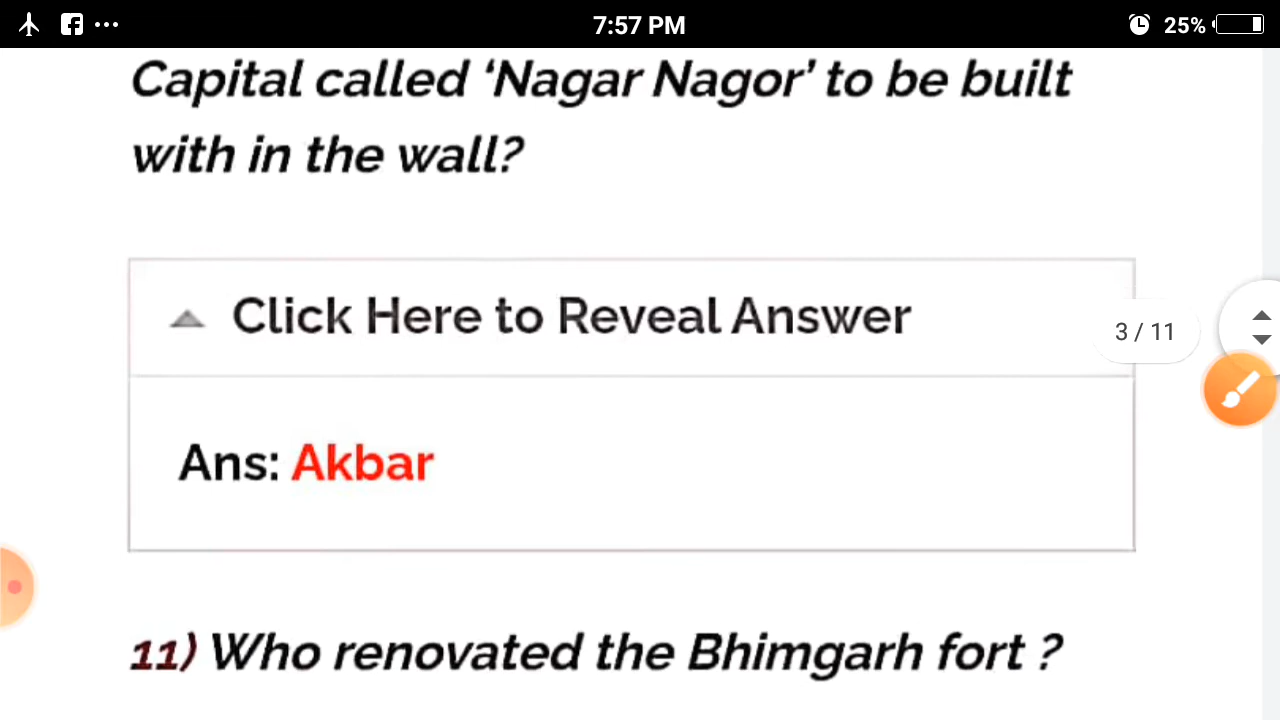 7:57 PM
25%
Capital called ‘Nagar Nagor’ to be built
with in the wall?
Click Here to Reveal Answer
3 / 11
Ans: Akbar
11) Who renovated the Bhimgarh fort ?